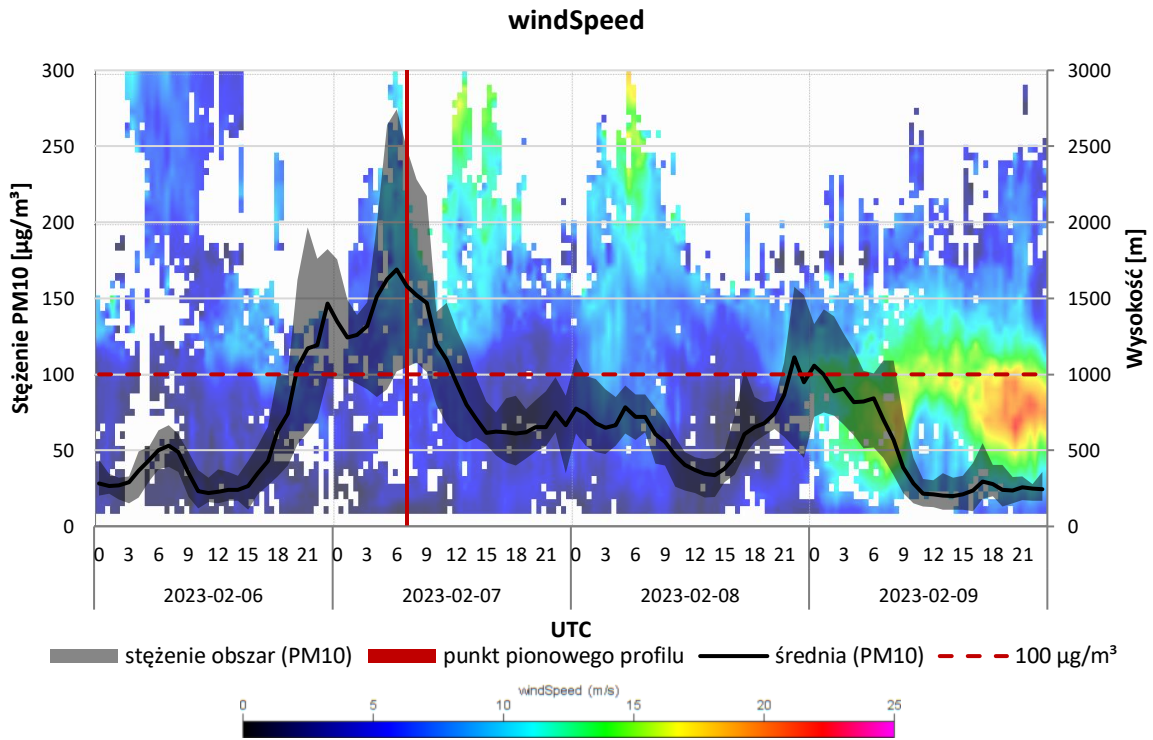 windSpeed
300 3000
250 2500
200 2000
150 1500
100 1000
50 500
0 0
Stężenie PM10 [µg/m³]
Wysokość [m]
0 3 6 9 12 15 18 21 0 3 6 9 12 15 18 21 0 3 6 9 12 15 18 21 0 3 6 9 12 15 18 21
2023-02-06 2023-02-07 2023-02-08 2023-02-09
UTC
stężenie obszar (PM10) punkt pionowego profilu średnia (PM10) 100 µg/m³
windSpeed (m/s)
0 5 10 15 20 25